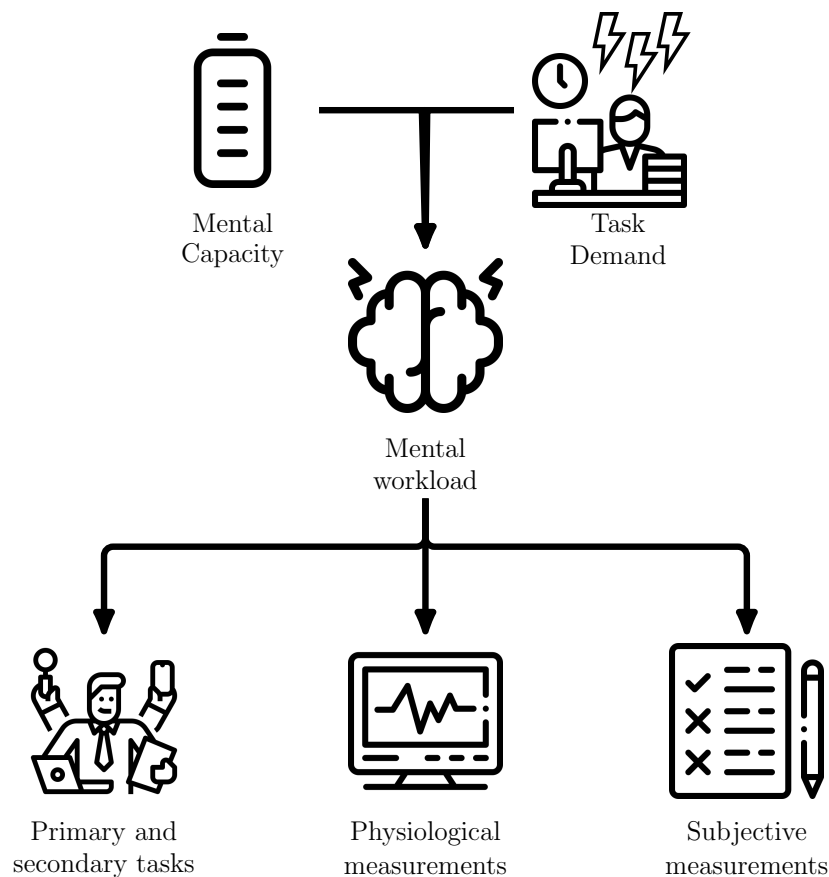 Mental
Capacity
Task
Demand
Mental
workload
Primary and
secondary tasks
Physiological
measurements
Subjective
measurements